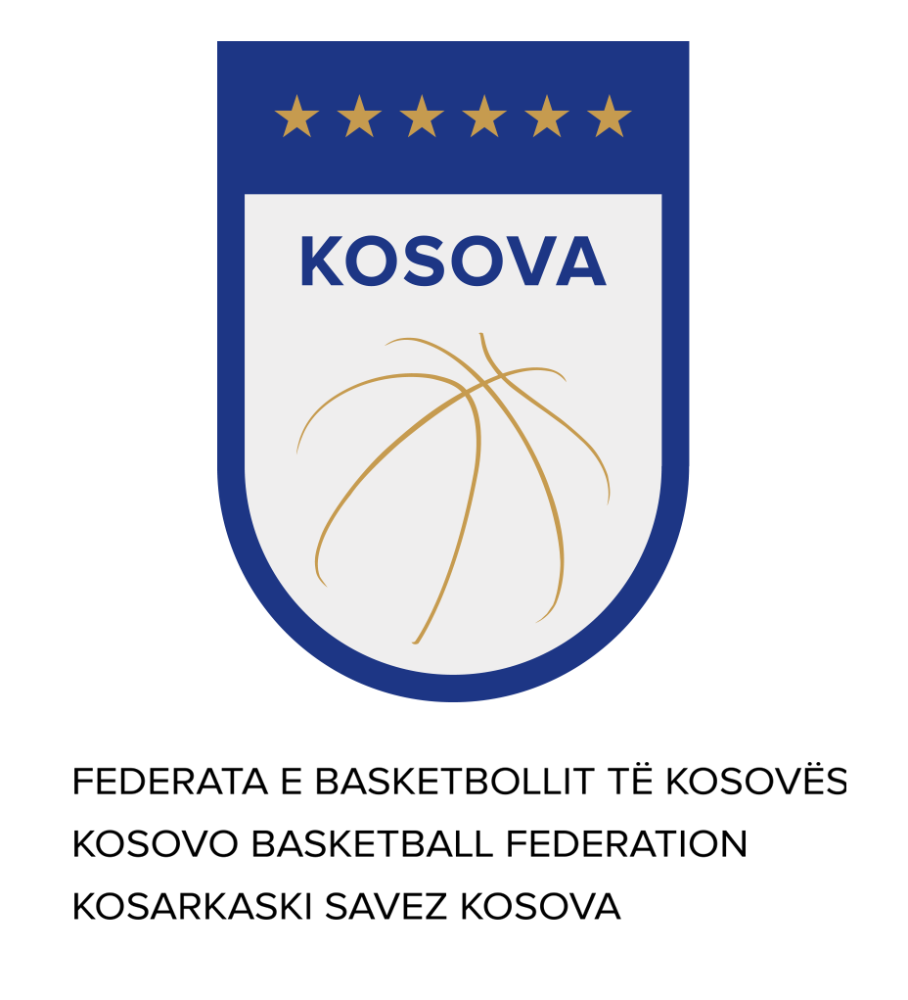 KOSOVA
FEDERATA E BASKETBOLLIT TË KOSOVËS
KOSOVO BASKETBALL FEDERATION
KOSARKASKI SAVEZ KOSOVA